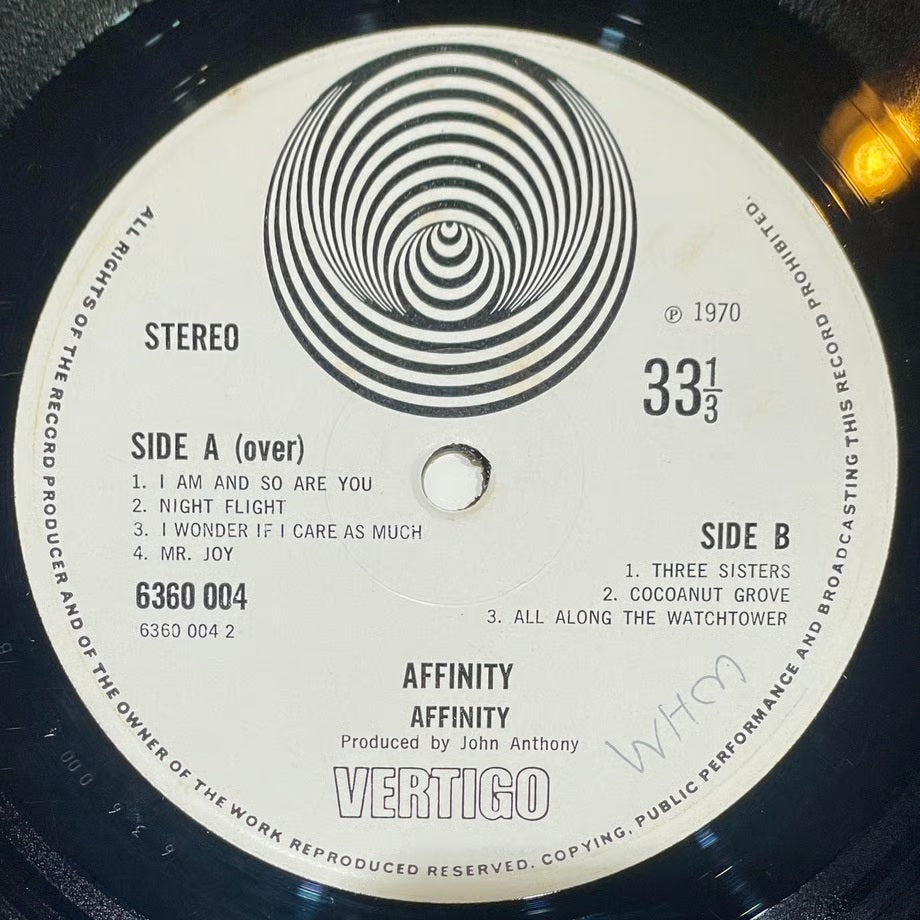 STEREO
℗ 1970
33⅓
SIDE A (over)
1. I AM AND SO ARE YOU
2. NIGHT FLIGHT
3. I WONDER IF I CARE AS MUCH
4. MR. JOY
6360 004
6360 004 2
SIDE B
1. THREE SISTERS
2. COCOANUT GROVE
3. ALL ALONG THE WATCHTOWER
AFFINITY
AFFINITY
Produced by John Anthony
VERTIGO
ALL RIGHTS OF THE RECORD PRODUCER AND OF THE OWNER OF THE WORK REPRODUCED RESERVED. COPYING, PUBLIC PERFORMANCE AND BROADCASTING THIS RECORD PROHIBITED.